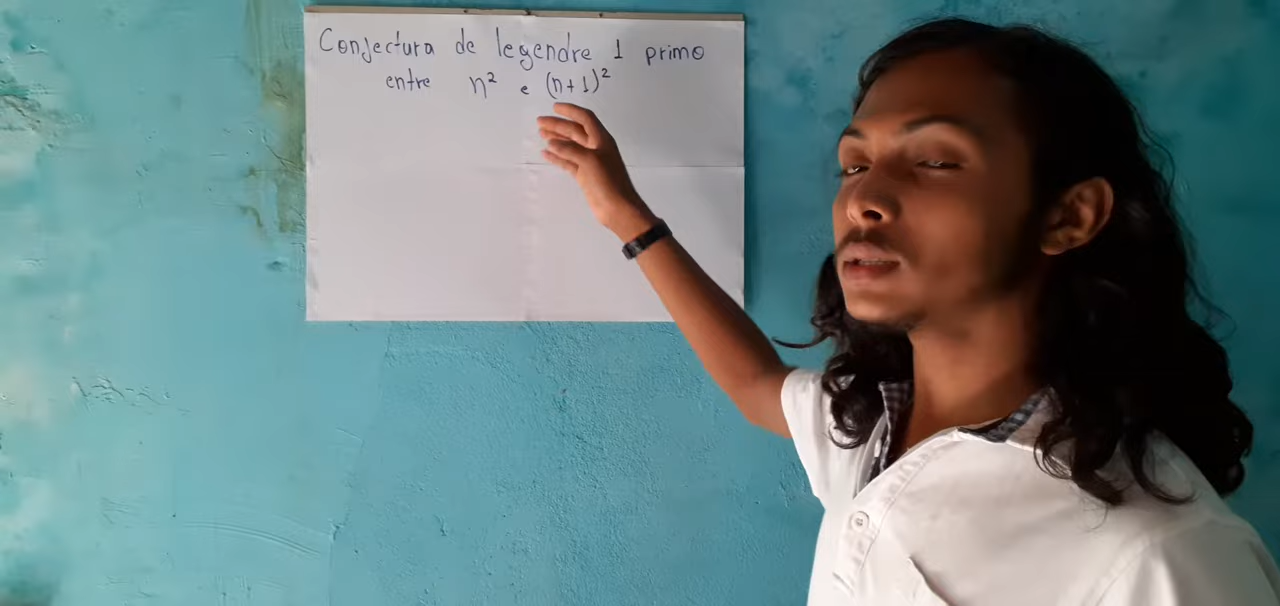 Conjectura de legendre 1 primo
entre n² e (n+1)²